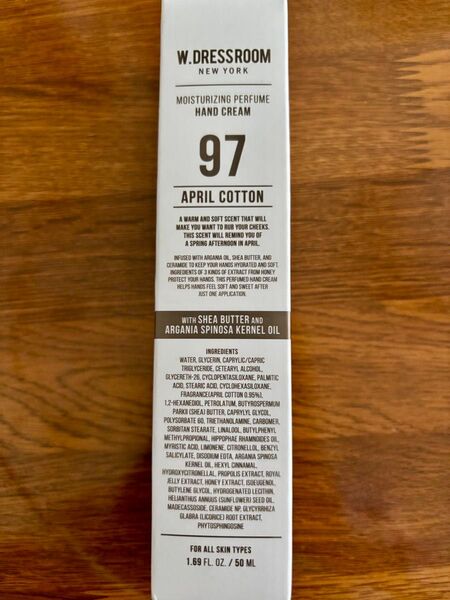 W.DRESSROOM
NEW YORK
MOISTURIZING PERFUME
HAND CREAM
97
APRIL COTTON
A WARM AND SOFT SCENT THAT WILL
MAKE YOU WANT TO RUB YOUR CHEEKS.
THIS SCENT WILL REMIND YOU OF
A SPRING AFTERNOON IN APRIL.
INFUSED WITH ARGANIA OIL, SHEA BUTTER, AND
CERAMIDE TO KEEP YOUR HANDS HYDRATED AND SOFT.
INGREDIENTS OF 3 KINDS OF EXTRACT FROM HONEY
PROTECT YOUR HANDS. THIS PERFUMED HAND CREAM
HELPS HANDS FEEL SOFT AND SWEET AFTER
JUST ONE APPLICATION.
WITH SHEA BUTTER AND
ARGANIA SPINOSA KERNEL OIL
INGREDIENTS
WATER, GLYCERIN, CAPRYLIC/CAPRIC
TRIGLYCERIDE, CETEARYL ALCOHOL,
GLYCERETH-26, CYCLOPENTASILOXANE, PALMITIC
ACID, STEARIC ACID, CYCLOHEXASILOXANE,
FRAGRANCE(APRIL COTTON 0.95%),
1,2-HEXANEDIOL, PETROLATUM, BUTYROSPERMUM
PARKII (SHEA) BUTTER, CAPRYLYL GLYCOL,
POLYSORBATE 60, TRIETHANOLAMINE, CARBOMER,
SORBITAN STEARATE, LINALOOL, BUTYLPHENYL
METHYLPROPIONAL, HIPPOPHAE RHAMNOIDES OIL,
MYRISTIC ACID, LIMONENE, CITRONELLOL, BENZYL
SALICYLATE, DISODIUM EDTA, ARGANIA SPINOSA
KERNEL OIL, HEXYL CINNAMAL,
HYDROXYCITRONELLAL, PROPOLIS EXTRACT, ROYAL
JELLY EXTRACT, HONEY EXTRACT, ISOEUGENOL,
BUTYLENE GLYCOL, HYDROGENATED LECITHIN,
HELIANTHUS ANNUUS (SUNFLOWER) SEED OIL,
MADECASSOSIDE, CERAMIDE NP, GLYCYRRHIZA
GLABRA (LICORICE) ROOT EXTRACT,
PHYTOSPHINGOSINE
FOR ALL SKIN TYPES
1.69 FL. OZ. / 50 ML